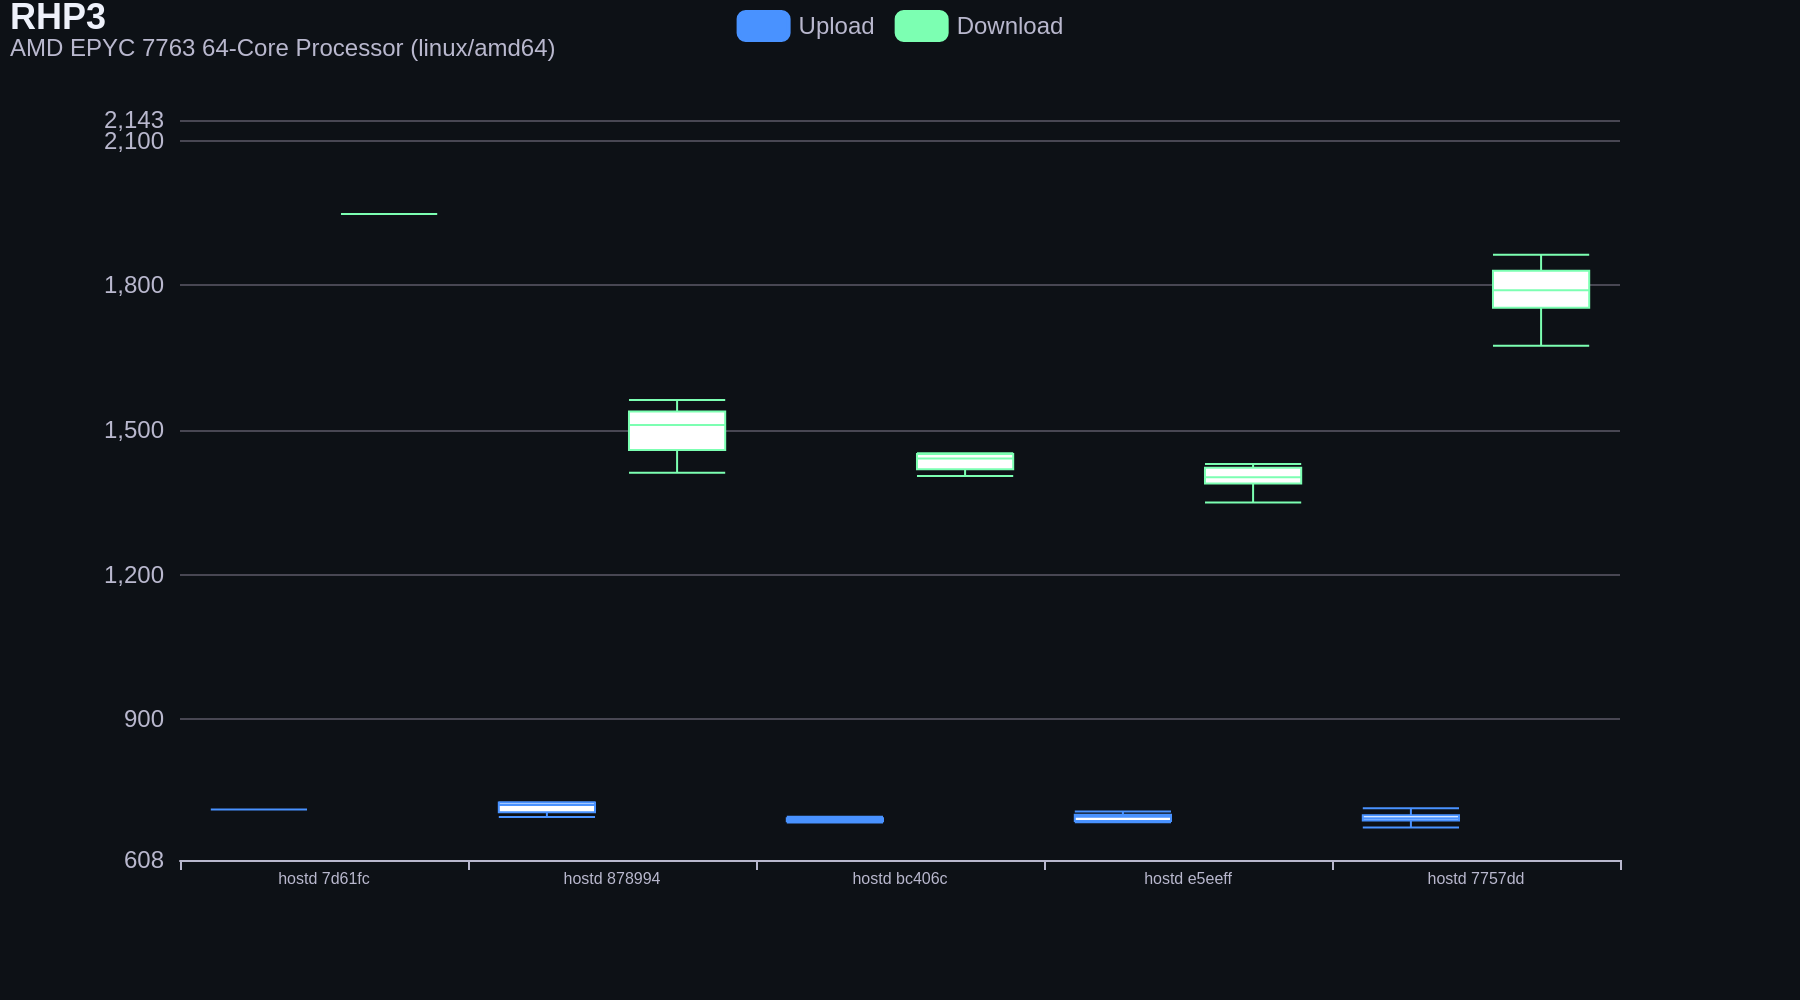 RHP3
AMD EPYC 7763 64-Core Processor (linux/amd64)
Upload Download
2,143
2,100
1,800
1,500
1,200
900
608
hostd 7d61fc hostd 878994 hostd bc406c hostd e5eeff hostd 7757dd